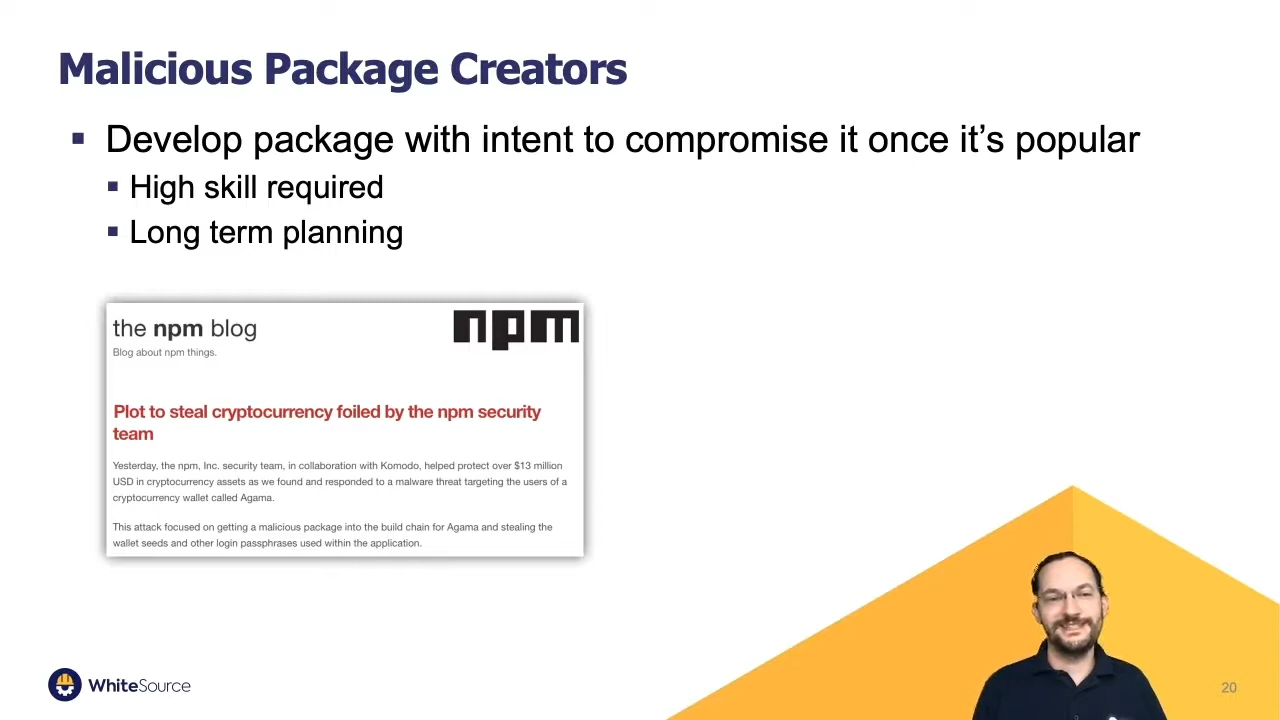 Malicious Package Creators
▪ Develop package with intent to compromise it once it’s popular
▪ High skill required
▪ Long term planning
the npm blog
npm
Blog about npm things.
Plot to steal cryptocurrency foiled by the npm security
team
Yesterday, the npm, Inc. security team, in collaboration with Komodo, helped protect over $13 million
USD in cryptocurrency assets as we found and responded to a malware threat targeting the users of a
cryptocurrency wallet called Agama.
This attack focused on getting a malicious package into the build chain for Agama and stealing the
wallet seeds and other login passphrases used within the application.
WhiteSource
20